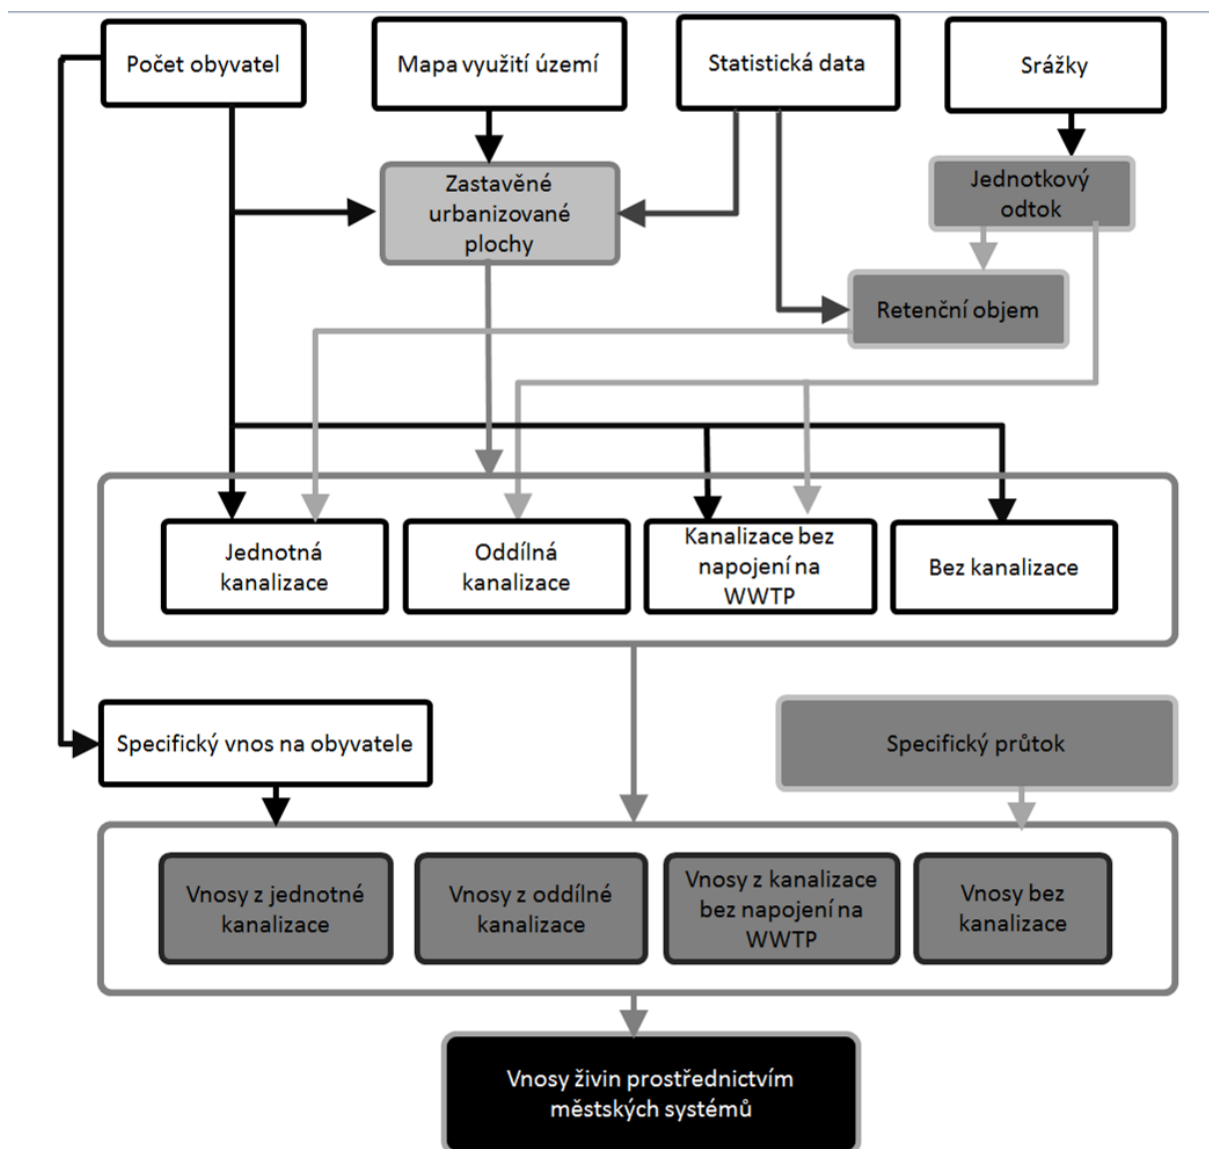 Počet obyvatel
Mapa využití území
Statistická data
Srážky
Zastavěné
urbanizované
plochy
Jednotkový
odtok
Retenční objem
Jednotná
kanalizace
Oddílná
kanalizace
Kanalizace bez
napojení na
WWTP
Bez kanalizace
Specifický vnos na obyvatele
Specifický průtok
Vnosy z jednotné
kanalizace
Vnosy z oddílné
kanalizace
Vnosy z kanalizace
bez napojení na
WWTP
Vnosy bez
kanalizace
Vnosy živin prostřednictvím
městských systémů